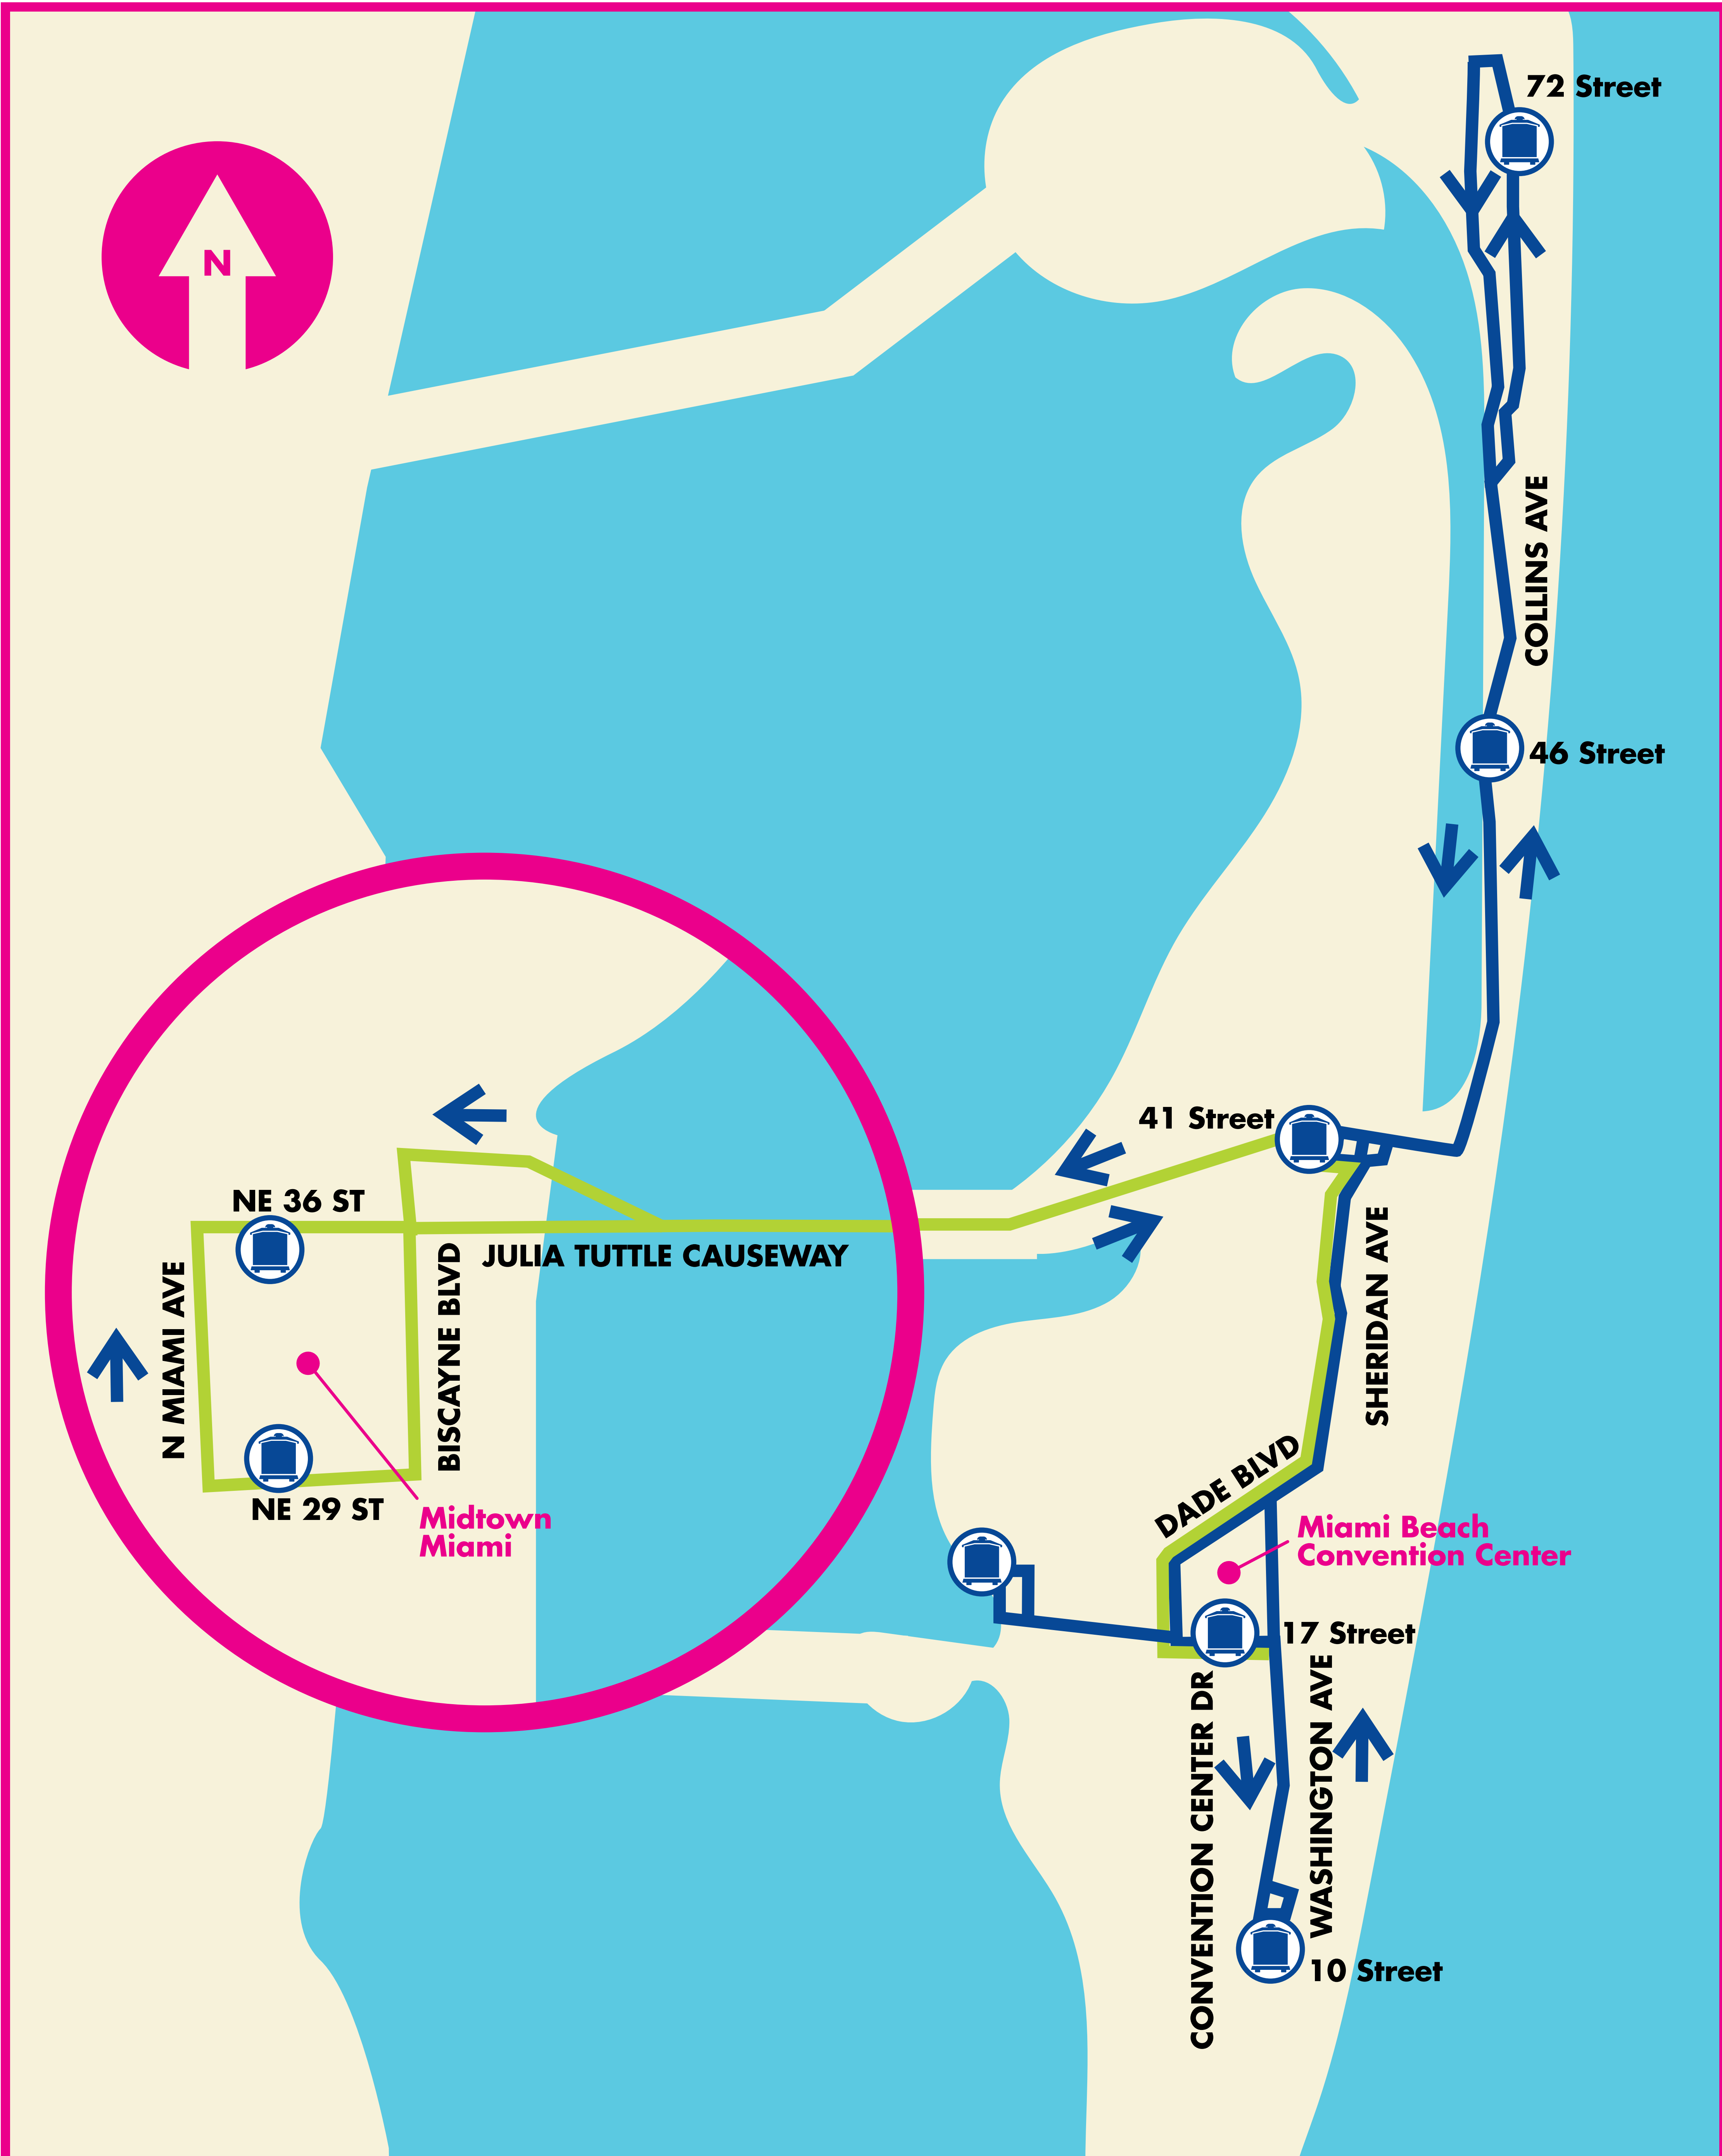 72 Street
N
COLLINS AVE
46 Street
41 Street
NE 36 ST
JULIA TUTTLE CAUSEWAY
N MIAMI AVE
BISCAYNE BLVD
SHERIDAN AVE
DADE BLVD
NE 29 ST
Midtown
Miami
Miami Beach
Convention Center
17 Street
CONVENTION CENTER DR
WASHINGTON AVE
10 Street